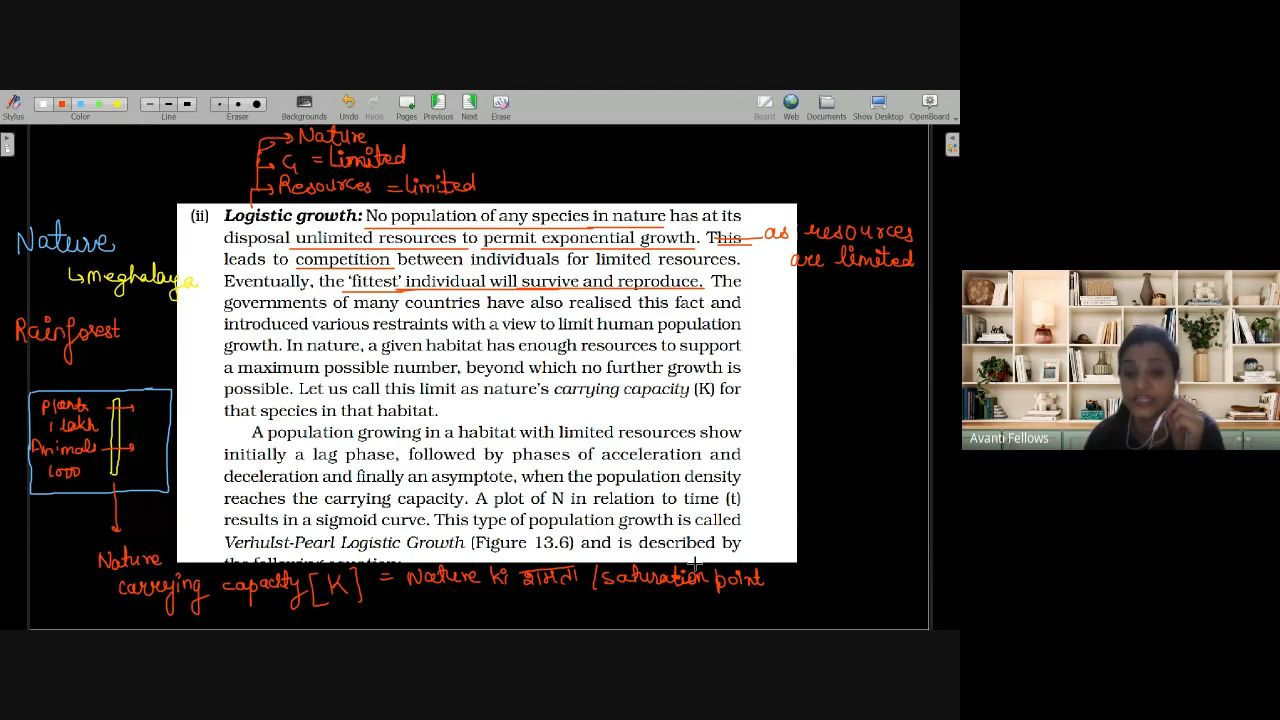 Stylus
Color
Line
Eraser
Backgrounds
Undo
Redo
Pages
Previous
Next
Erase
Board
Web
Documents
Show Desktop
OpenBoard
Nature
G = Limited
Resources = limited
(ii) Logistic growth: No population of any species in nature has at its
disposal unlimited resources to permit exponential growth. This
leads to competition between individuals for limited resources.
Eventually, the ‘fittest’ individual will survive and reproduce. The
governments of many countries have also realised this fact and
introduced various restraints with a view to limit human population
growth. In nature, a given habitat has enough resources to support
a maximum possible number, beyond which no further growth is
possible. Let us call this limit as nature's carrying capacity (K) for
that species in that habitat.
A population growing in a habitat with limited resources show
initially a lag phase, followed by phases of acceleration and
deceleration and finally an asymptote, when the population density
reaches the carrying capacity. A plot of N in relation to time (t)
results in a sigmoid curve. This type of population growth is called
Verhulst-Pearl Logistic Growth (Figure 13.6) and is described by
the following equation:
as resources
are limited
Nature
Meghalaya
Rainforest
Plants
1 lakh
Animals
1000
Nature
carrying capacity [K] = Nature ki / saturation point
Avanti Fellows